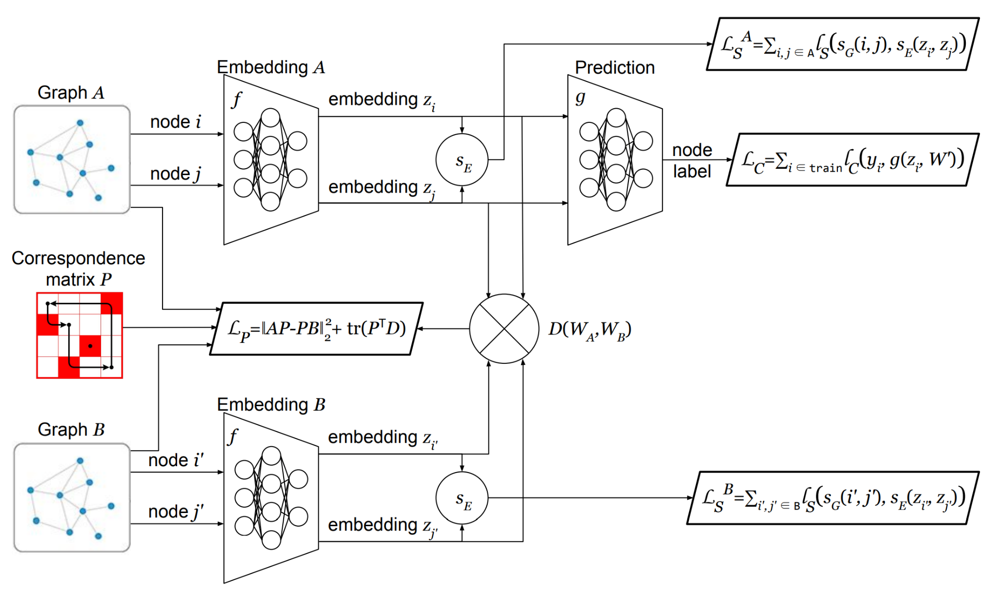 Graph A
node i
node j
Embedding A
f
embedding z_i
embedding z_j
s_E
Prediction
g
node
label
ℒ_S^A=∑_{i,j ∈ A} l_S(s_G(i, j), s_E(z_i, z_j))
ℒ_C=∑_{i ∈ train} l_C(y_i, g(z_i, W'))
Correspondence
matrix P
ℒ_P=‖AP-PB‖_2^2+ tr(P^T D)
D(W_A,W_B)
Graph B
node i'
node j'
Embedding B
f
embedding z_i'
embedding z_j'
s_E
ℒ_S^B=∑_{i',j' ∈ B} l_S(s_G(i', j'), s_E(z_i', z_j'))